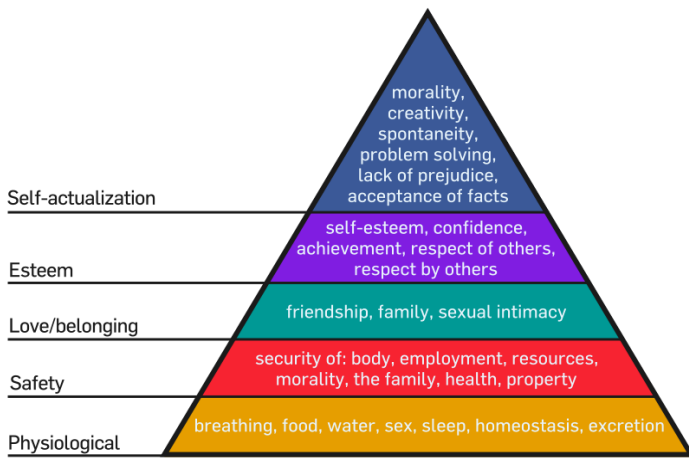 morality,
creativity,
spontaneity,
problem solving,
lack of prejudice,
acceptance of facts
Self-actualization
self-esteem, confidence,
achievement, respect of others,
respect by others
Esteem
friendship, family, sexual intimacy
Love/belonging
security of: body, employment, resources,
morality, the family, health, property
Safety
breathing, food, water, sex, sleep, homeostasis, excretion
Physiological